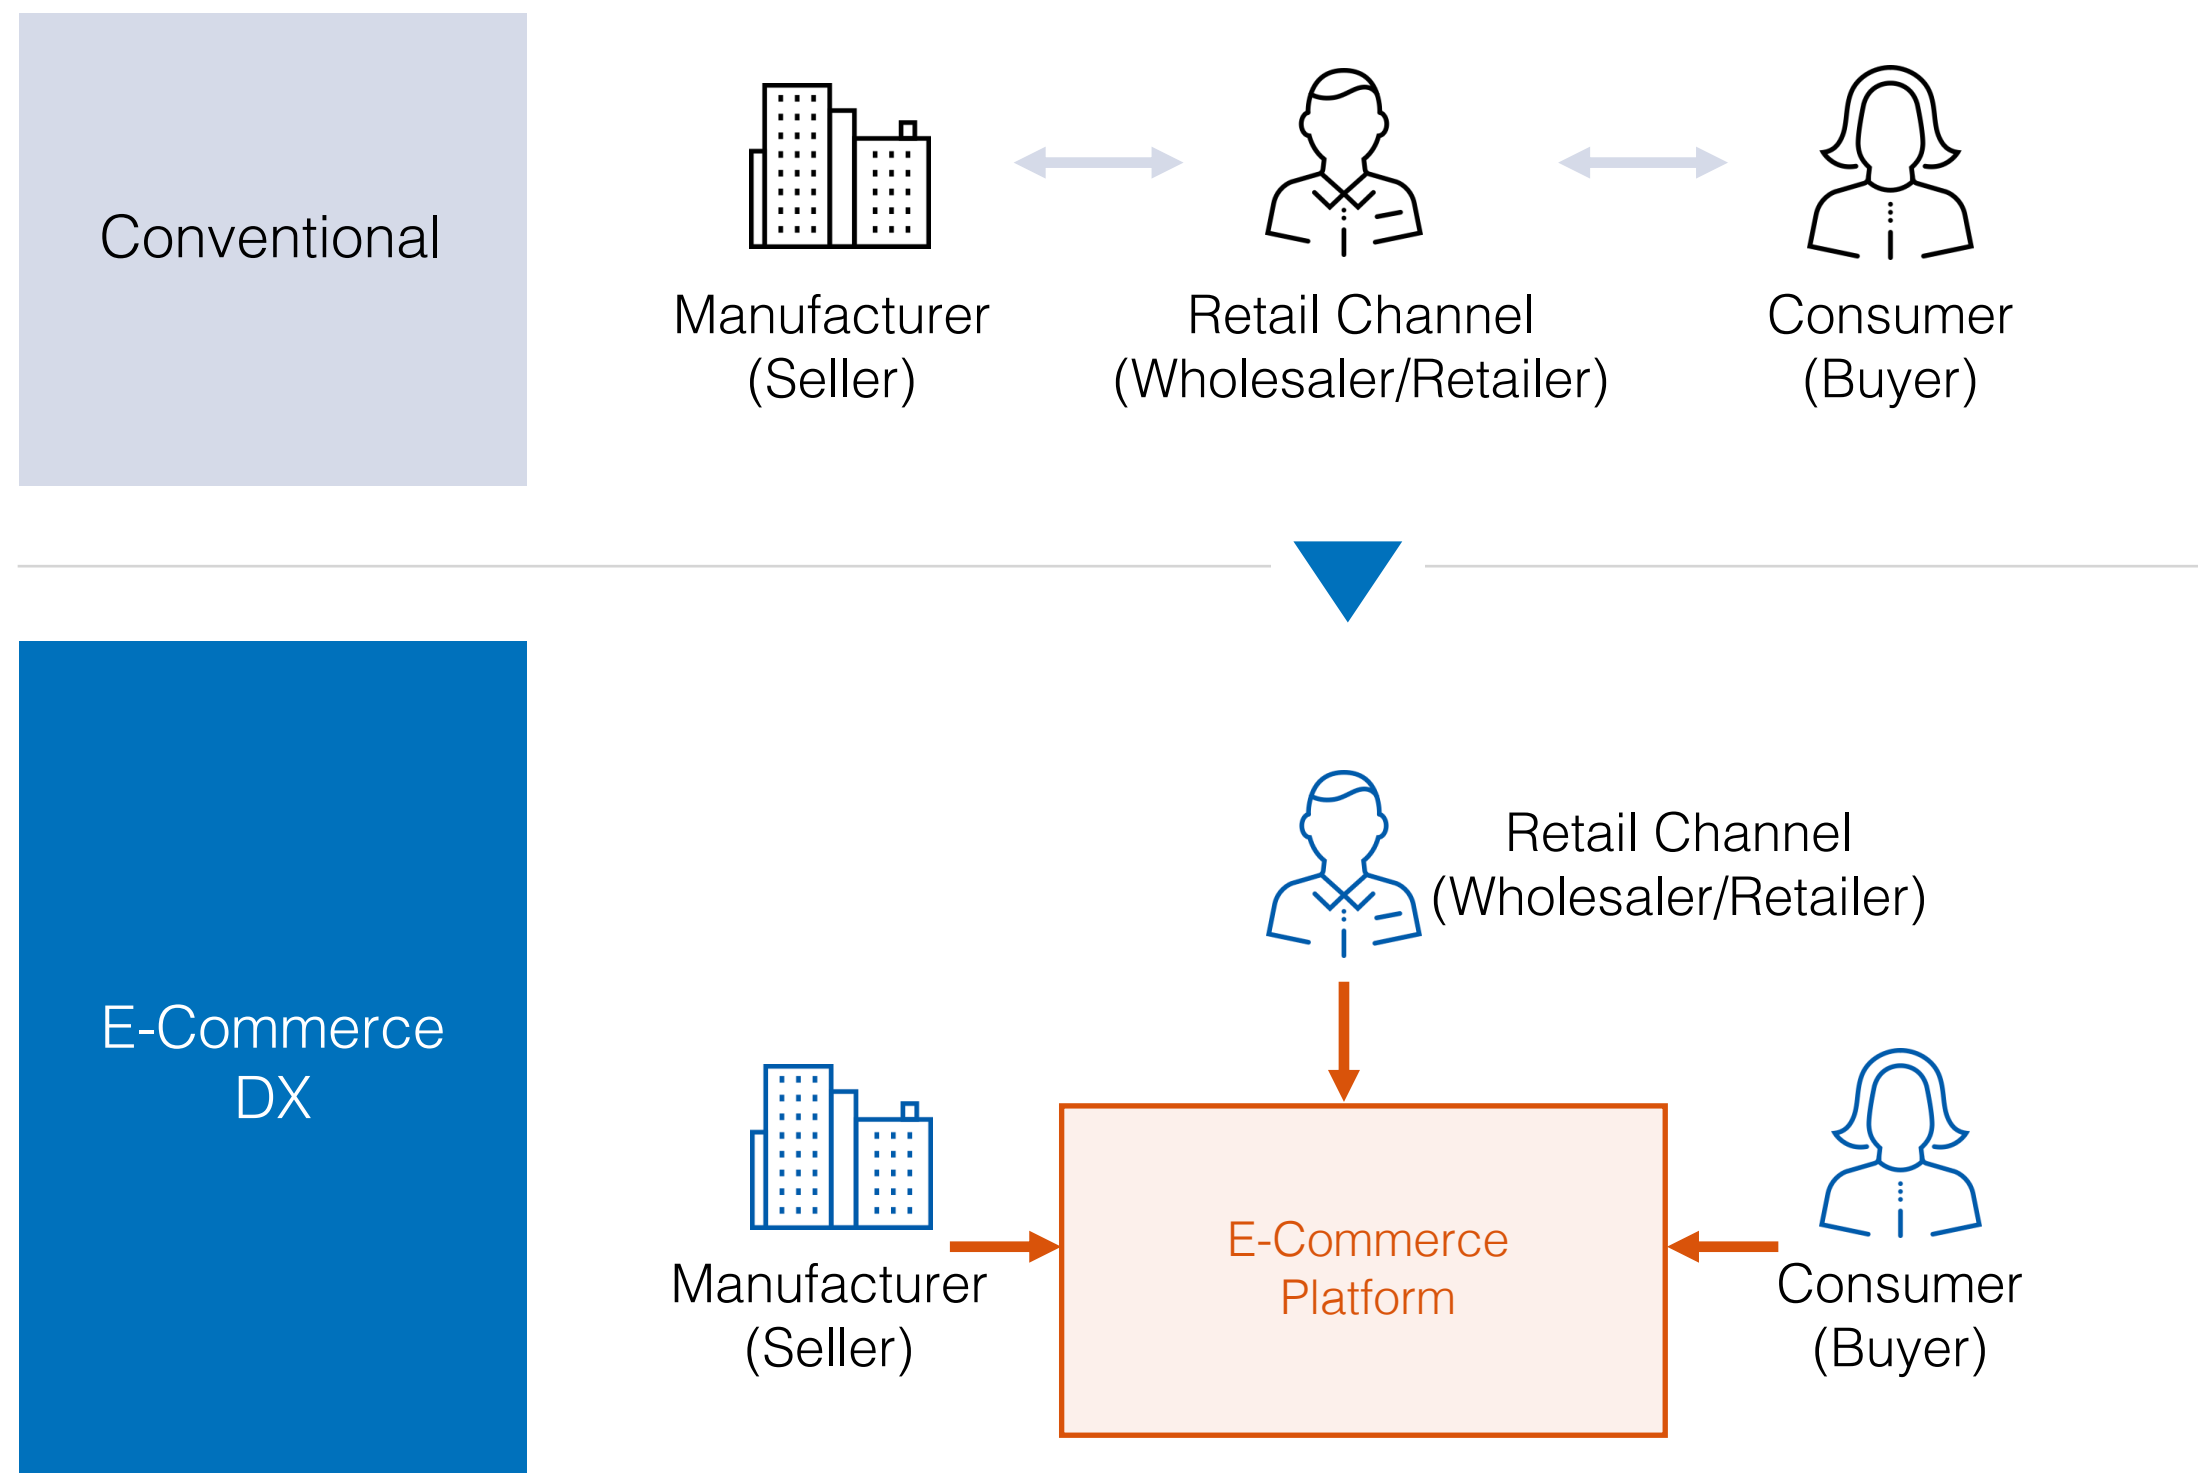 Conventional
Manufacturer
(Seller)
Retail Channel
(Wholesaler/Retailer)
Consumer
(Buyer)
E-Commerce
DX
Retail Channel
(Wholesaler/Retailer)
Manufacturer
(Seller)
E-Commerce
Platform
Consumer
(Buyer)